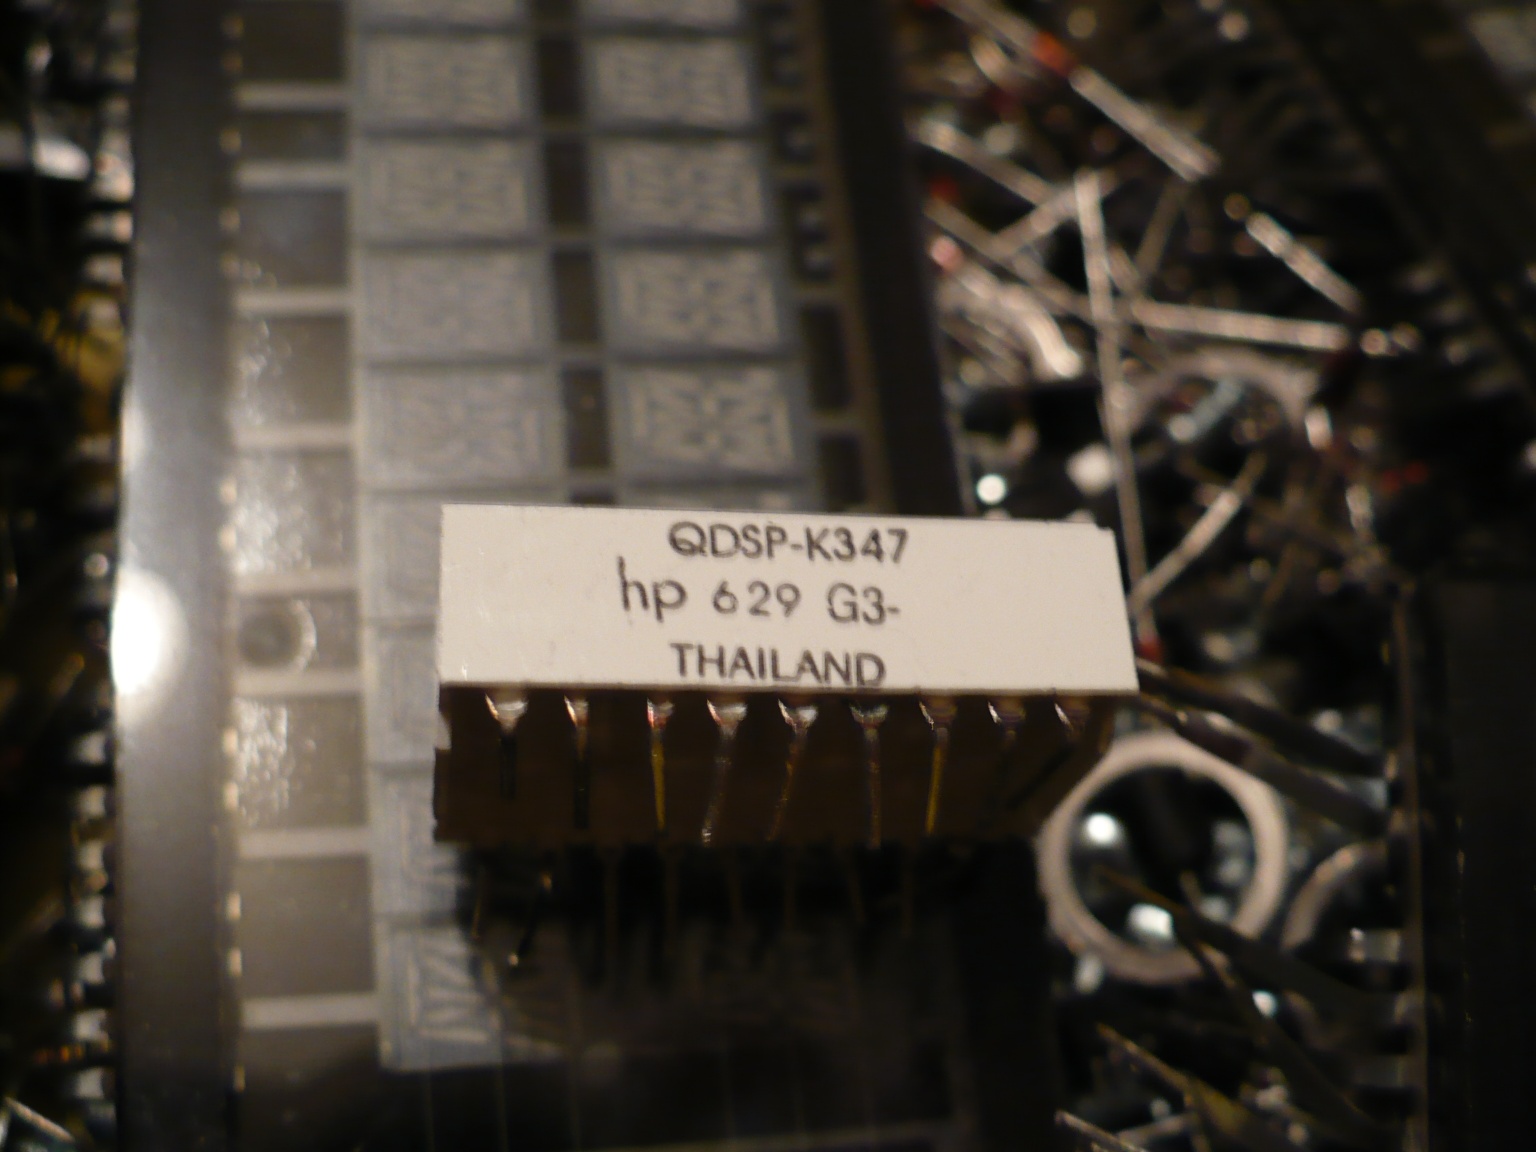 QDSP-K347
hp 629 G3-
THAILAND